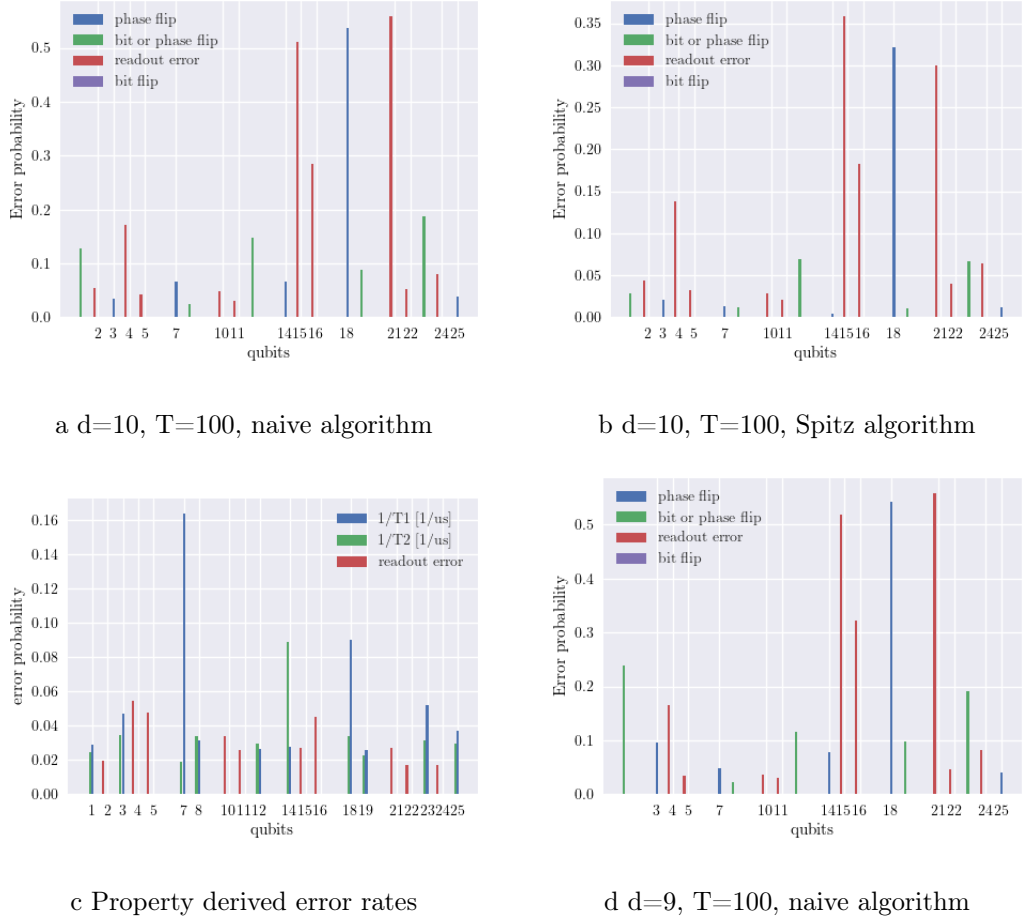 phase flip
bit or phase flip
readout error
bit flip
Error probability
0.5
0.4
0.3
0.2
0.1
0.0
2 3 4 5 7 1011 141516 18 2122 2425
qubits
a d=10, T=100, naive algorithm
phase flip
bit or phase flip
readout error
bit flip
Error probability
0.35
0.30
0.25
0.20
0.15
0.10
0.05
0.00
2 3 4 5 7 1011 141516 18 2122 2425
qubits
b d=10, T=100, Spitz algorithm
1/T1 [1/us]
1/T2 [1/us]
readout error
error probability
0.16
0.14
0.12
0.10
0.08
0.06
0.04
0.02
0.00
1 2 3 4 5 7 8 101112 141516 1819 21222324 25
qubits
c Property derived error rates
phase flip
bit or phase flip
readout error
bit flip
Error probability
0.5
0.4
0.3
0.2
0.1
0.0
3 4 5 7 1011 141516 18 2122 2425
qubits
d d=9, T=100, naive algorithm